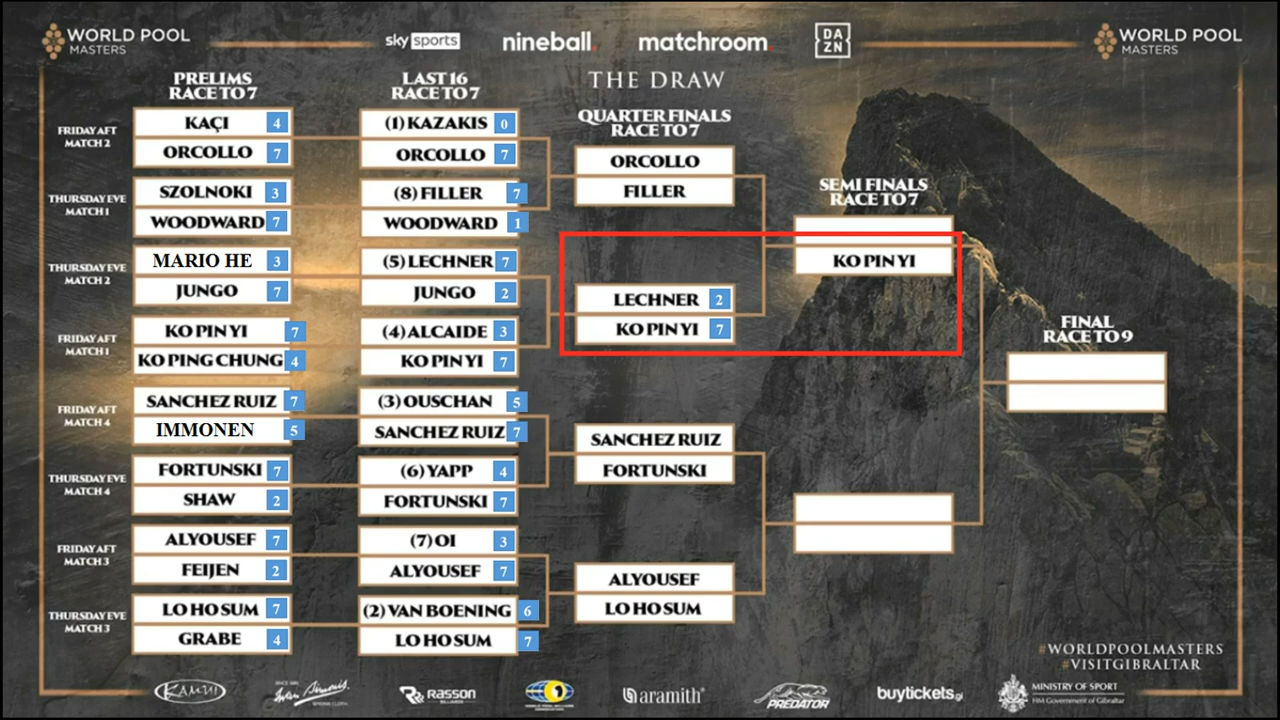 WORLD POOL
MASTERS
sky sports
nineball.
matchroom.
DA
ZN
WORLD POOL
MASTERS
THE DRAW
PRELIMS
RACE TO 7
FRIDAY AFT
MATCH 2
KAÇI 4
ORCOLLO 7
THURSDAY EVE
MATCH 1
SZOLNOKI 3
WOODWARD 7
THURSDAY EVE
MATCH 2
MARIO HE 3
JUNGO 7
FRIDAY AFT
MATCH 1
KO PIN YI 7
KO PING CHUNG 4
FRIDAY AFT
MATCH 4
SANCHEZ RUIZ 7
IMMONEN 5
THURSDAY EVE
MATCH 4
FORTUNSKI 7
SHAW 2
FRIDAY AFT
MATCH 3
ALYOUSEF 7
FEIJEN 2
THURSDAY EVE
MATCH 3
LO HO SUM 7
GRABE 4
LAST 16
RACE TO 7
(1) KAZAKIS 0
ORCOLLO 7
(8) FILLER 7
WOODWARD 1
(5) LECHNER 7
JUNGO 2
(4) ALCAIDE 3
KO PIN YI 7
(3) OUSCHAN 5
SANCHEZ RUIZ 7
(6) YAPP 4
FORTUNSKI 7
(7) OI 3
ALYOUSEF 7
(2) VAN BOENING 6
LO HO SUM 7
QUARTER FINALS
RACE TO 7
ORCOLLO
FILLER
LECHNER 2
KO PIN YI 7
SANCHEZ RUIZ
FORTUNSKI
ALYOUSEF
LO HO SUM
SEMI FINALS
RACE TO 7
KO PIN YI
FINAL
RACE TO 9
#WORLDPOOLMASTERS
#VISITGIBRALTAR
KAMUI
RASSON
BILLIARDS
aramith
PREDATOR
buytickets.gi
MINISTRY OF SPORT
HM Government of Gibraltar